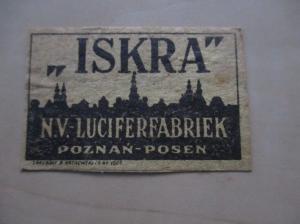 „ISKRA”
N.V. LUCIFERFABRIEK
POZNAŃ-POSEN